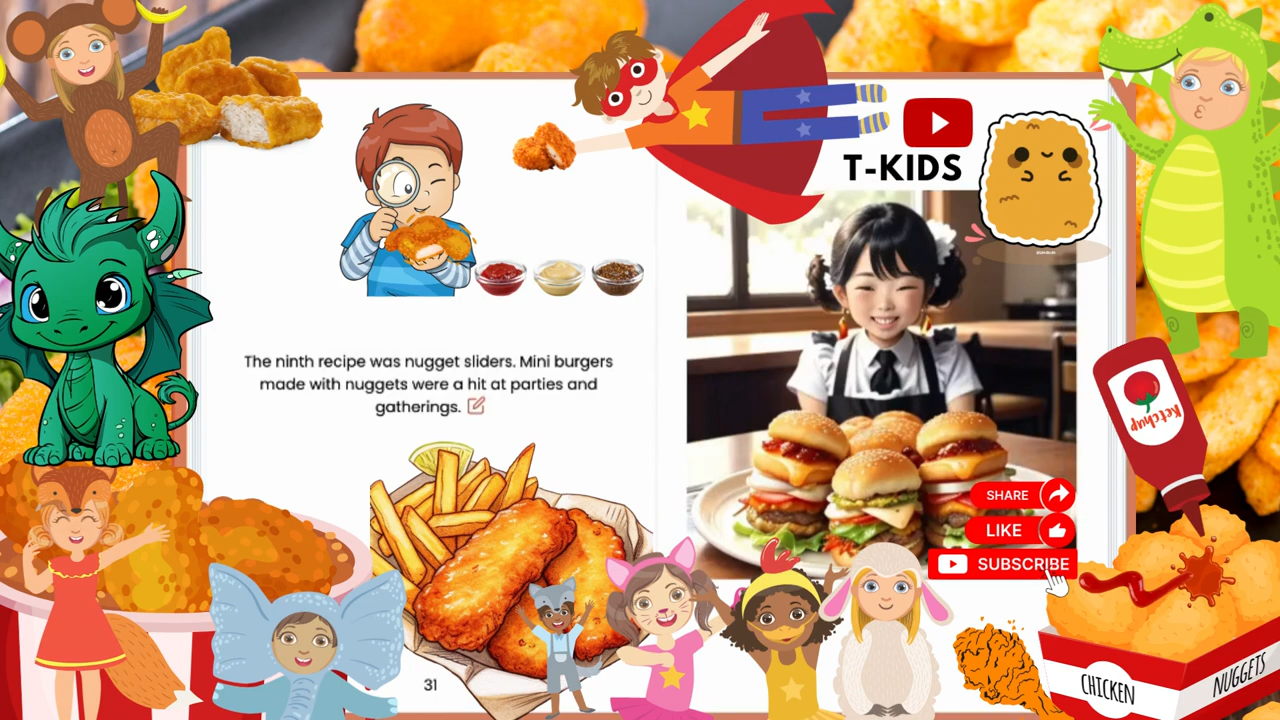 T-KIDS
The ninth recipe was nugget sliders. Mini burgers
made with nuggets were a hit at parties and
gatherings.
Ketchup
SHARE
LIKE
SUBSCRIBE
31
CHICKEN
NUGGETS